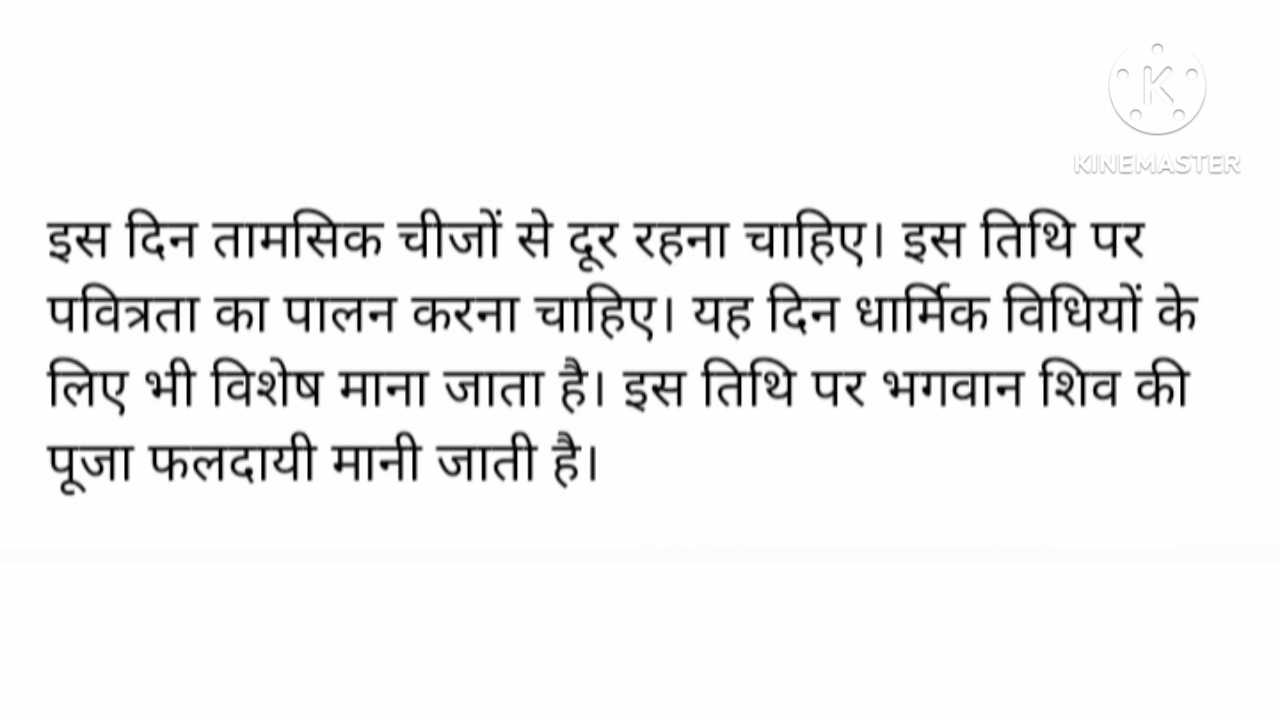 K
KINEMASTER
इस दिन तामसिक चीजों से दूर रहना चाहिए। इस तिथि पर
पवित्रता का पालन करना चाहिए। यह दिन धार्मिक विधियों के
लिए भी विशेष माना जाता है। इस तिथि पर भगवान शिव की
पूजा फलदायी मानी जाती है।